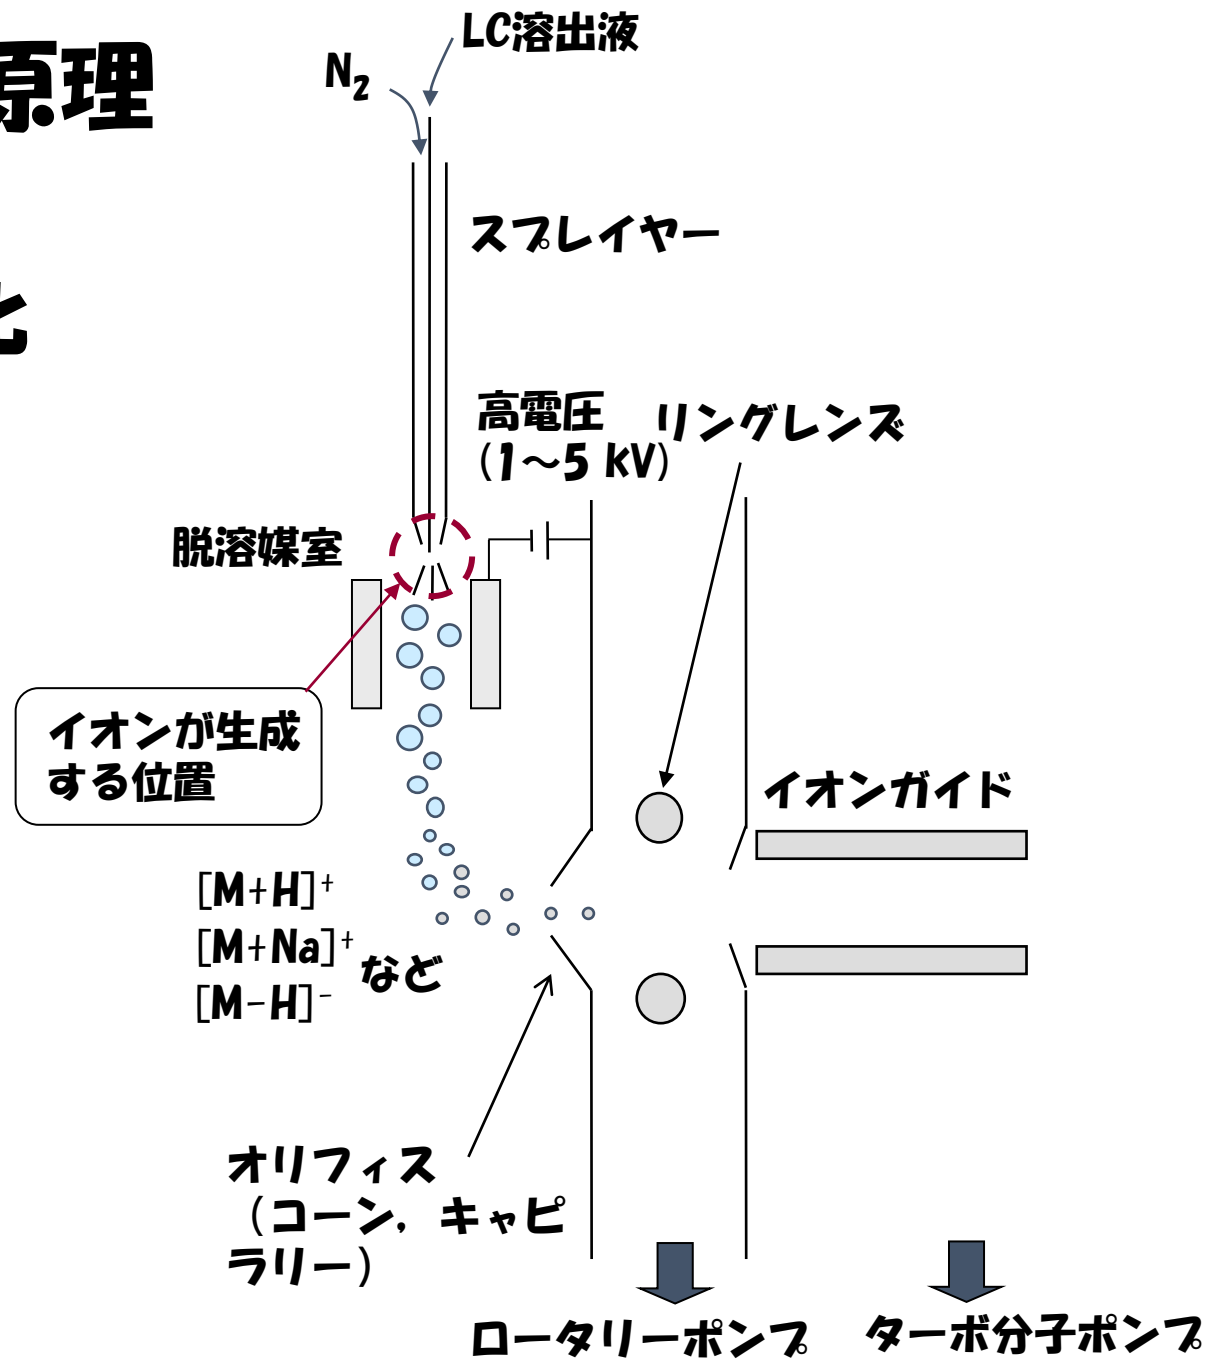 原理
化
LC溶出液
N₂
スプレイヤー
高電圧
(1～5 kV)
リングレンズ
脱溶媒室
イオンが生成
する位置
イオンガイド
[M+H]⁺
[M+Na]⁺
[M-H]⁻
など
オリフィス
（コーン，キャピ
ラリー）
ロータリーポンプ
ターボ分子ポンプ